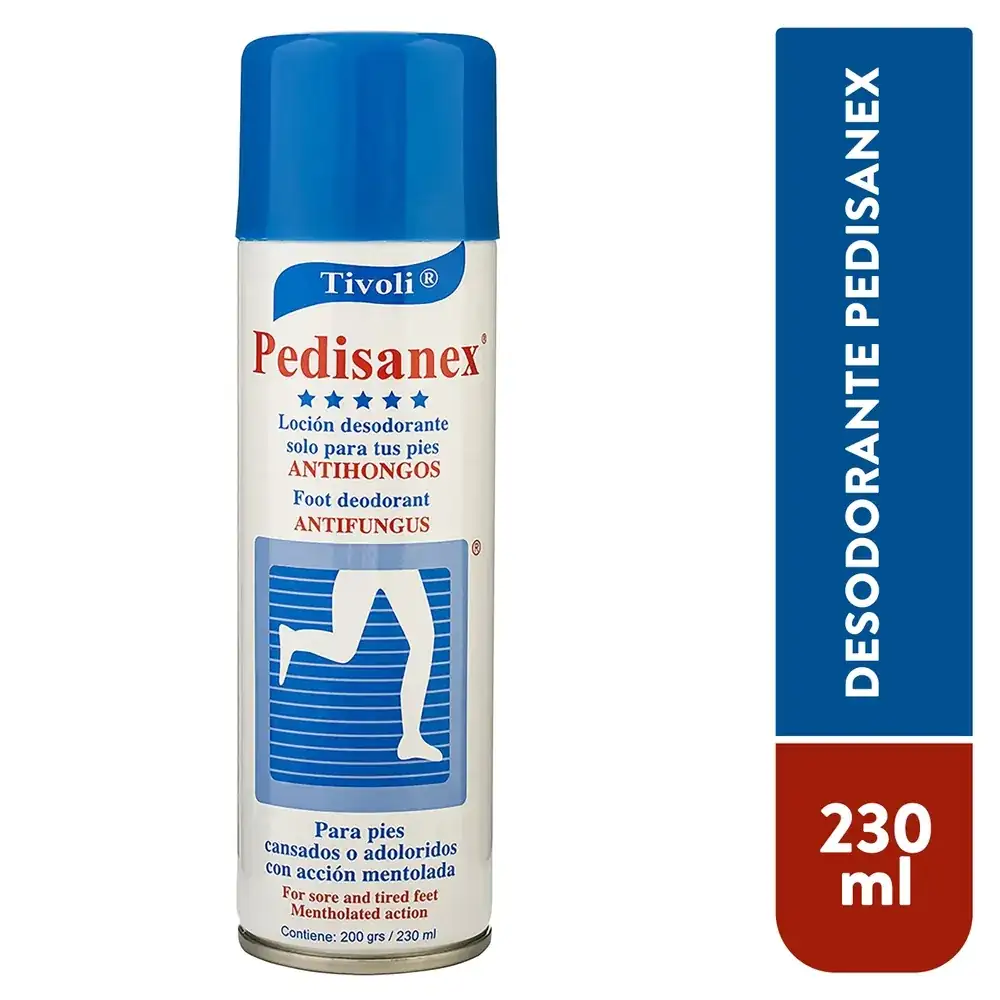 Tivoli®
Pedisanex®
Loción desodorante
solo para tus pies
ANTIHONGOS
Foot deodorant
ANTIFUNGUS
®
Para pies
cansados o adoloridos
con acción mentolada
For sore and tired feet
Mentholated action
Contiene: 200 grs / 230 ml
DESODORANTE PEDISANEX
230
ml